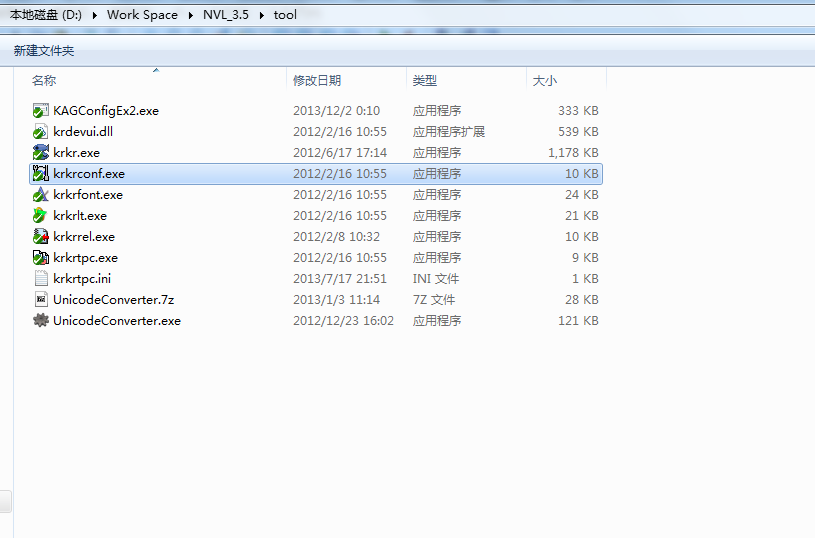 本地磁盘 (D:) ▸ Work Space ▸ NVL_3.5 ▸ tool
新建文件夹
名称 修改日期 类型 大小
KAGConfigEx2.exe 2013/12/2 0:10 应用程序 333 KB
krdevui.dll 2012/2/16 10:55 应用程序扩展 539 KB
krkr.exe 2012/6/17 17:14 应用程序 1,178 KB
krkrconf.exe 2012/2/16 10:55 应用程序 10 KB
krkrfont.exe 2012/2/16 10:55 应用程序 24 KB
krkrlt.exe 2012/2/16 10:55 应用程序 21 KB
krkrrel.exe 2012/2/8 10:32 应用程序 10 KB
krkrtpc.exe 2012/2/16 10:55 应用程序 9 KB
krkrtpc.ini 2013/7/17 21:51 INI 文件 1 KB
UnicodeConverter.7z 2013/1/3 11:14 7Z 文件 28 KB
UnicodeConverter.exe 2012/12/23 16:02 应用程序 121 KB